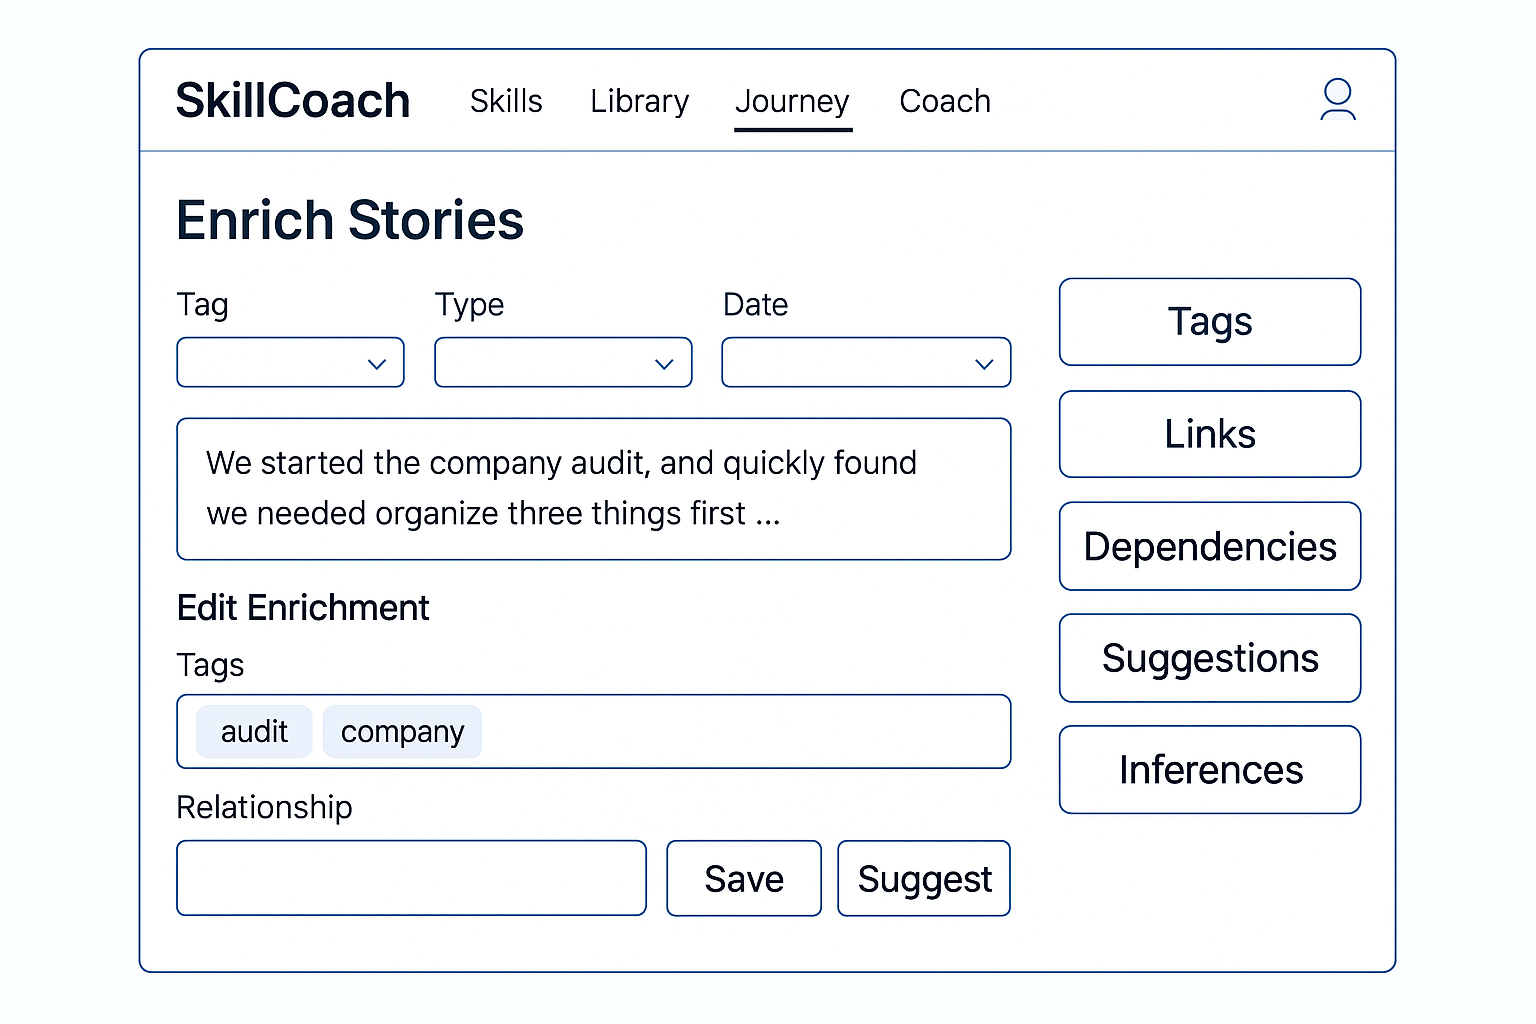 SkillCoach Skills Library Journey Coach
Enrich Stories
Tag Type Date
We started the company audit, and quickly found
we needed organize three things first ...
Edit Enrichment
Tags
audit company
Relationship
Save Suggest
Tags
Links
Dependencies
Suggestions
Inferences